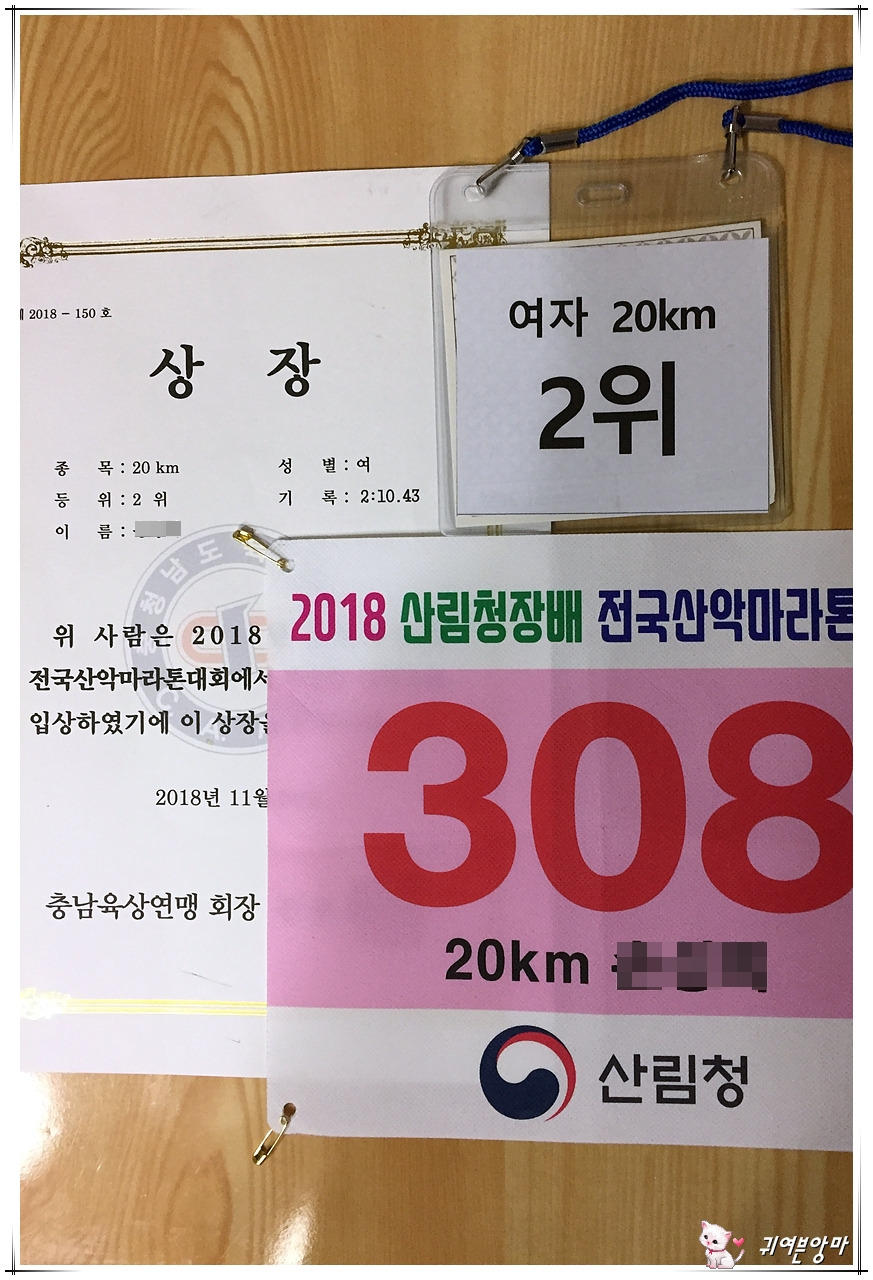 2018 - 150 호
상 장
종 목 : 20 km 성 별 : 여
등 위 : 2 위 기 록 : 2:10.43
이 름 :
위 사람은 2018
전국산악마라톤대회에서
입상하였기에 이 상장을
2018년 11월
충남육상연맹 회장
여자 20km
2위
2018 산림청장배 전국산악마라톤
308
20km
산림청
귀여븐앙마